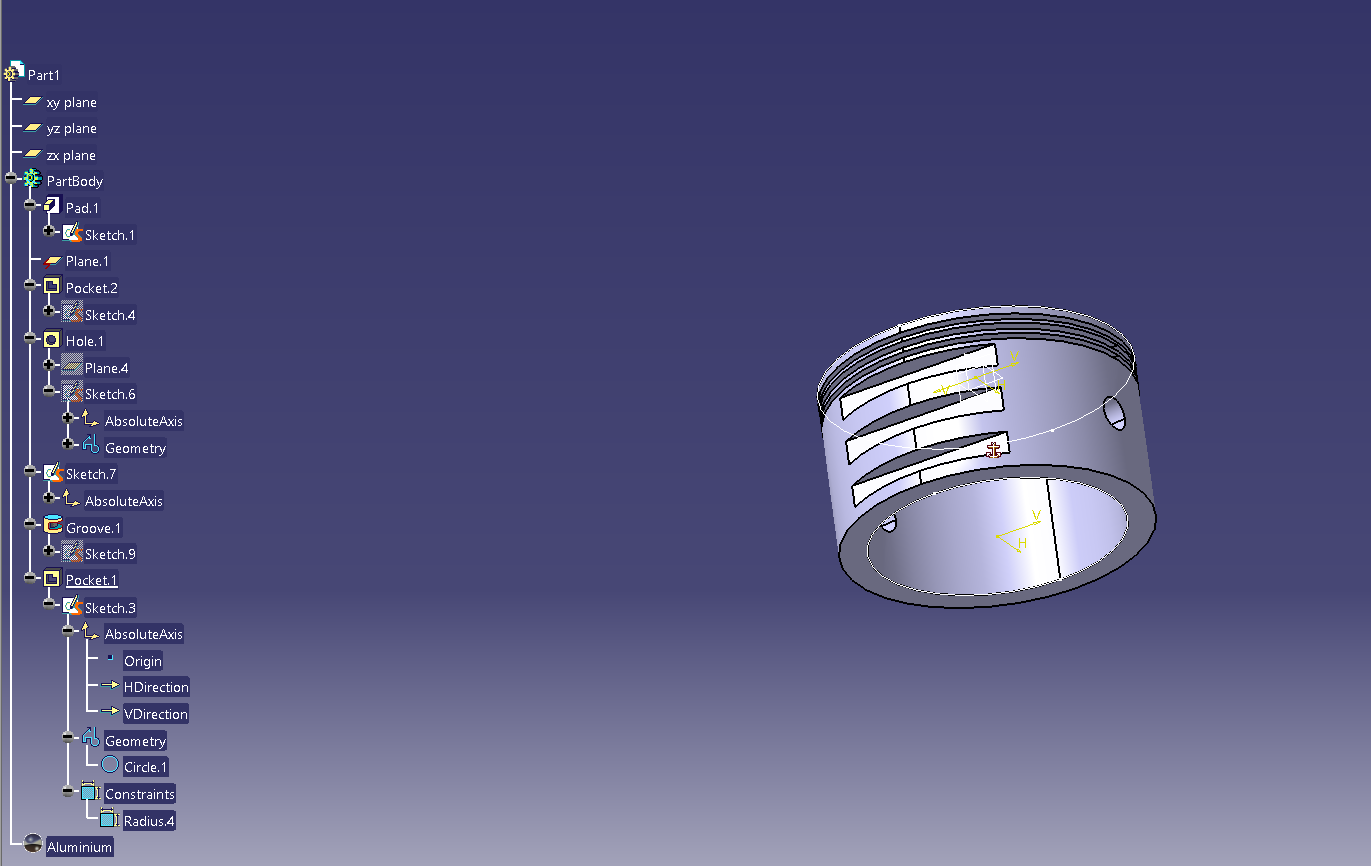 Part1
xy plane
yz plane
zx plane
PartBody
Pad.1
Sketch.1
Plane.1
Pocket.2
Sketch.4
Hole.1
Plane.4
Sketch.6
AbsoluteAxis
Geometry
Sketch.7
AbsoluteAxis
Groove.1
Sketch.9
Pocket.1
Sketch.3
AbsoluteAxis
Origin
HDirection
VDirection
Geometry
Circle.1
Constraints
Radius.4
Aluminium
V
V
H
V
H